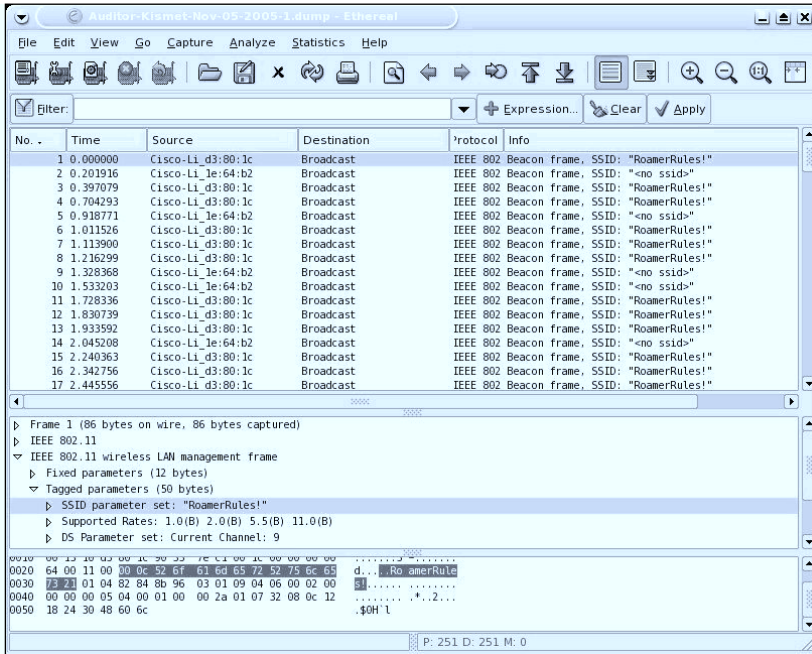 Auditor-Kismet-Nov-05-2005-1.dump - Ethereal
File Edit View Go Capture Analyze Statistics Help
Filter: Expression... Clear Apply
No. . Time Source Destination Protocol Info
1 0.000000 Cisco-Li_d3:80:1c Broadcast IEEE 802 Beacon frame, SSID: "RoamerRules!"
2 0.201916 Cisco-Li_1e:64:b2 Broadcast IEEE 802 Beacon frame, SSID: "<no ssid>"
3 0.397079 Cisco-Li_d3:80:1c Broadcast IEEE 802 Beacon frame, SSID: "RoamerRules!"
4 0.704293 Cisco-Li_d3:80:1c Broadcast IEEE 802 Beacon frame, SSID: "RoamerRules!"
5 0.918771 Cisco-Li_1e:64:b2 Broadcast IEEE 802 Beacon frame, SSID: "<no ssid>"
6 1.011526 Cisco-Li_d3:80:1c Broadcast IEEE 802 Beacon frame, SSID: "RoamerRules!"
7 1.113900 Cisco-Li_d3:80:1c Broadcast IEEE 802 Beacon frame, SSID: "RoamerRules!"
8 1.216299 Cisco-Li_d3:80:1c Broadcast IEEE 802 Beacon frame, SSID: "RoamerRules!"
9 1.328368 Cisco-Li_1e:64:b2 Broadcast IEEE 802 Beacon frame, SSID: "<no ssid>"
10 1.533203 Cisco-Li_1e:64:b2 Broadcast IEEE 802 Beacon frame, SSID: "<no ssid>"
11 1.728336 Cisco-Li_d3:80:1c Broadcast IEEE 802 Beacon frame, SSID: "RoamerRules!"
12 1.830739 Cisco-Li_d3:80:1c Broadcast IEEE 802 Beacon frame, SSID: "RoamerRules!"
13 1.933592 Cisco-Li_d3:80:1c Broadcast IEEE 802 Beacon frame, SSID: "RoamerRules!"
14 2.045208 Cisco-Li_1e:64:b2 Broadcast IEEE 802 Beacon frame, SSID: "<no ssid>"
15 2.240363 Cisco-Li_d3:80:1c Broadcast IEEE 802 Beacon frame, SSID: "RoamerRules!"
16 2.342756 Cisco-Li_d3:80:1c Broadcast IEEE 802 Beacon frame, SSID: "RoamerRules!"
17 2.445556 Cisco-Li_d3:80:1c Broadcast IEEE 802 Beacon frame, SSID: "RoamerRules!"
Frame 1 (86 bytes on wire, 86 bytes captured)
IEEE 802.11
IEEE 802.11 wireless LAN management frame
Fixed parameters (12 bytes)
Tagged parameters (50 bytes)
SSID parameter set: "RoamerRules!"
Supported Rates: 1.0(B) 2.0(B) 5.5(B) 11.0(B)
DS Parameter set: Current Channel: 9
0020 64 00 11 00 00 0c 52 6f 61 6d 65 72 52 75 6c 65 d.....Ro amerRule
0030 73 21 01 04 82 84 8b 96 03 01 09 04 06 00 02 00 s!...... ........
0040 00 00 00 05 04 00 01 00 00 2a 01 07 32 08 0c 12 ........ .*..2...
0050 18 24 30 48 60 6c .$0H`l
P: 251 D: 251 M: 0